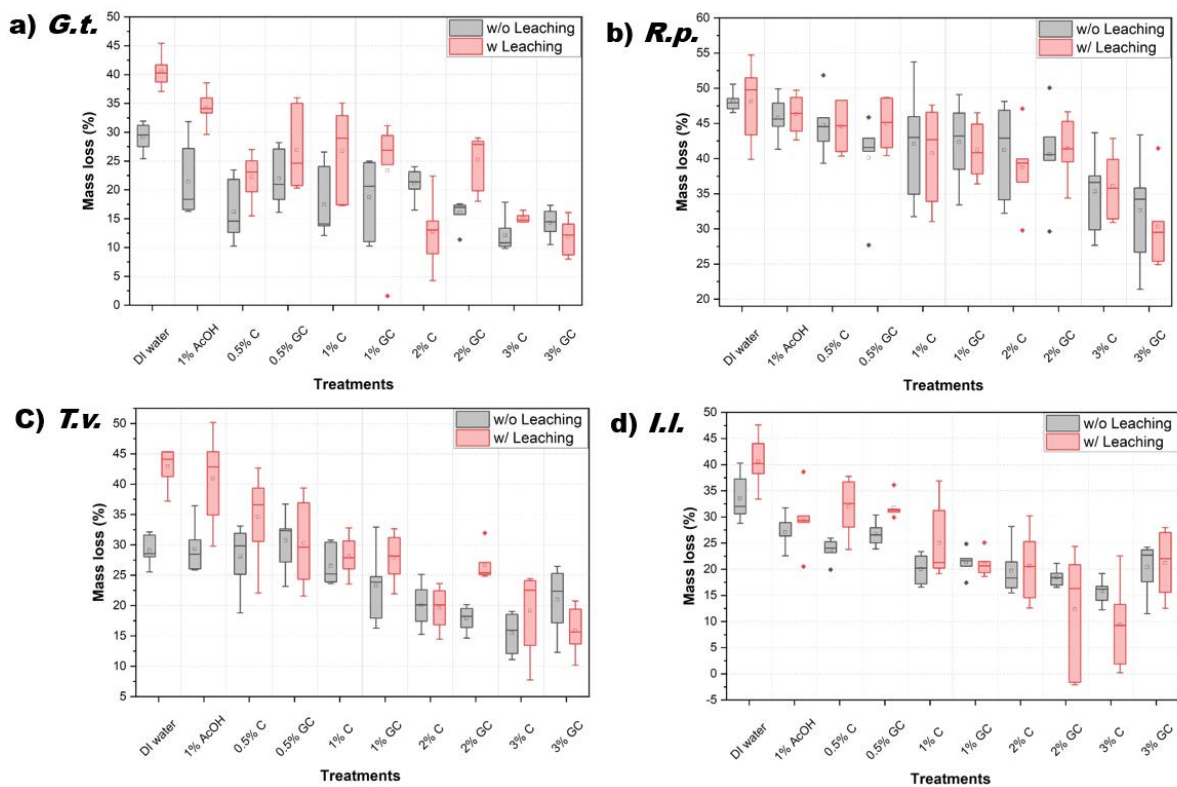 a) G.t.
w/o Leaching
w Leaching
Mass loss (%)
50
45
40
35
30
25
20
15
10
5
0
DI water
1% AcOH
0.5% C
0.5% GC
1% C
1% GC
2% C
2% GC
3% C
3% GC
Treatments
b) R.p.
w/o Leaching
w/ Leaching
Mass loss (%)
60
55
50
45
40
35
30
25
20
DI water
1% AcOH
0.5% C
0.5% GC
1% C
1% GC
2% C
2% GC
3% C
3% GC
Treatments
C) T.v.
w/o Leaching
w/ Leaching
Mass loss (%)
50
45
40
35
30
25
20
15
10
5
DI water
1% AcOH
0.5% C
0.5% GC
1% C
1% GC
2% C
2% GC
3% C
3% GC
Treatments
d) I.l.
w/o Leaching
w/ Leaching
Mass loss (%)
50
45
40
35
30
25
20
15
10
5
0
-5
DI water
1% AcOH
0.5% C
0.5% GC
1% C
1% GC
2% C
2% GC
3% C
3% GC
Treatments